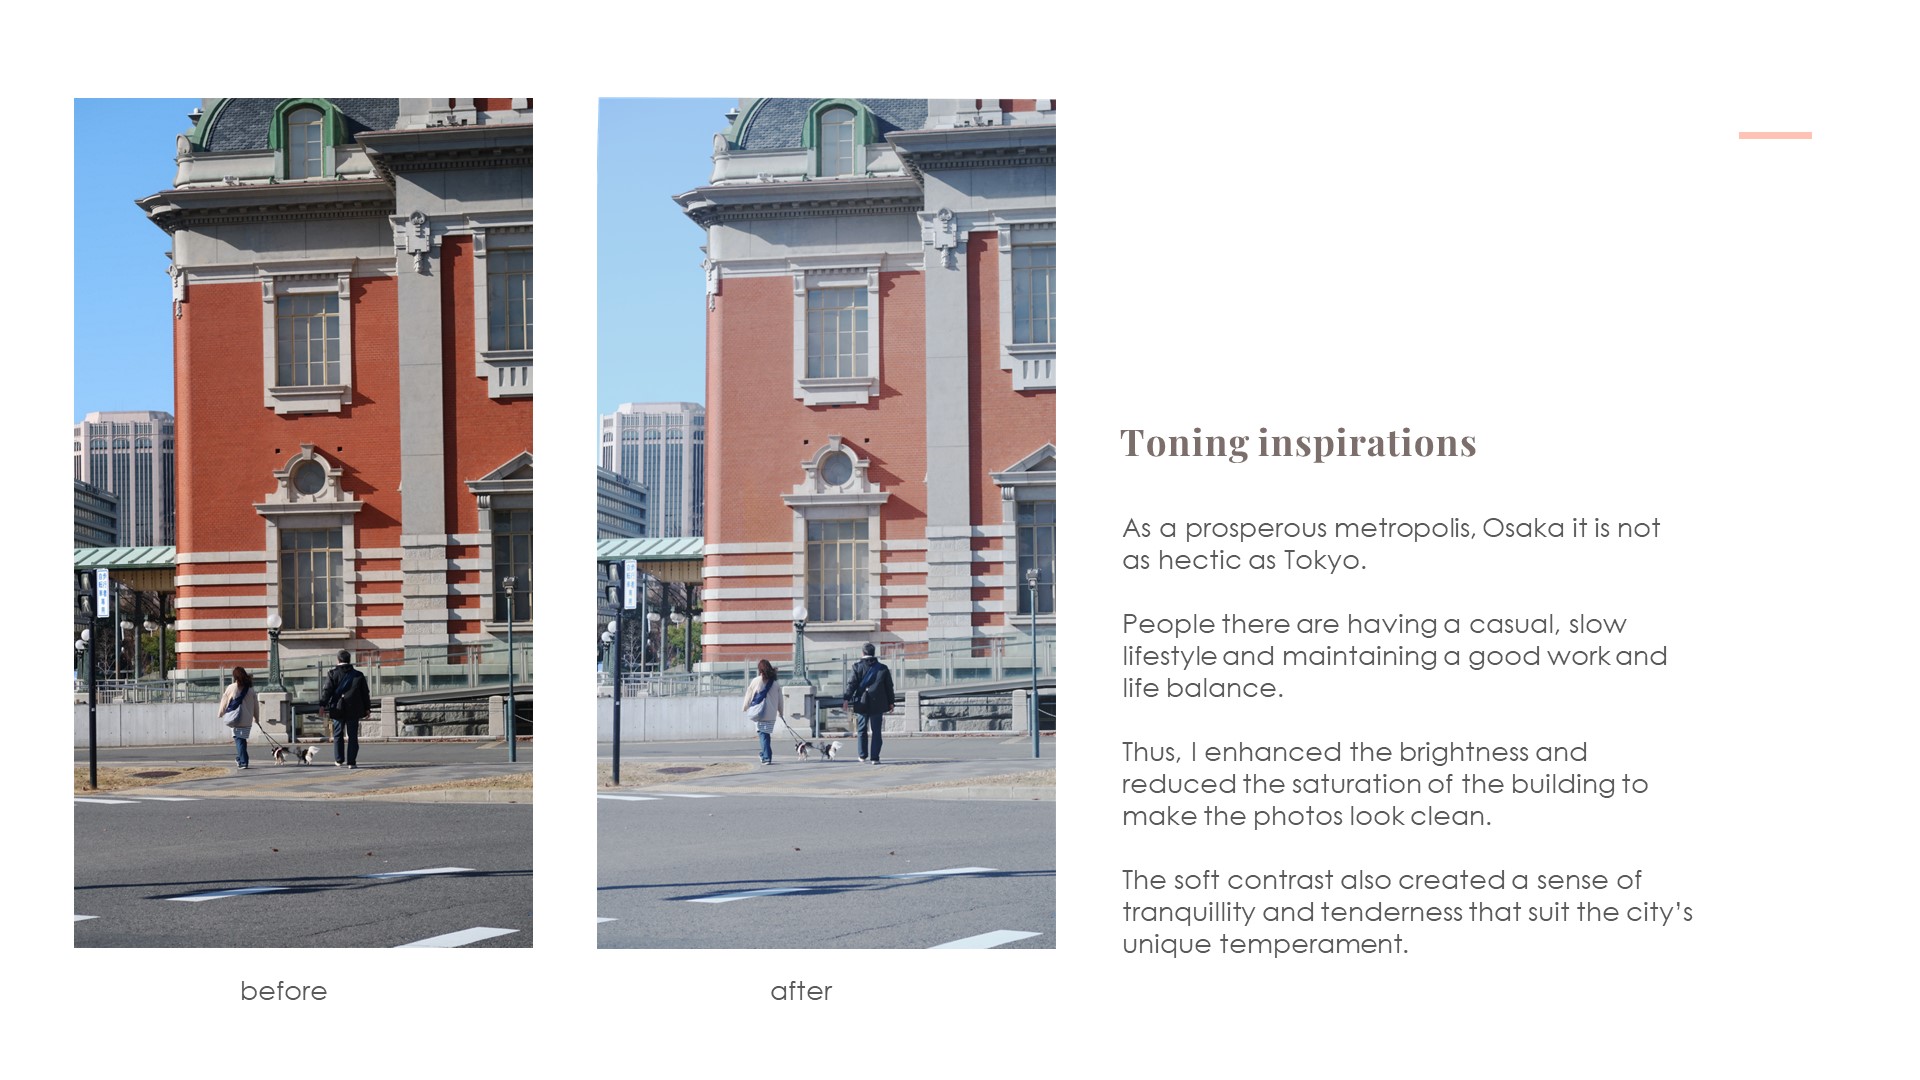 Toning inspirations
As a prosperous metropolis, Osaka it is not
as hectic as Tokyo.
People there are having a casual, slow
lifestyle and maintaining a good work and
life balance.
Thus, I enhanced the brightness and
reduced the saturation of the building to
make the photos look clean.
The soft contrast also created a sense of
tranquillity and tenderness that suit the city’s
unique temperament.
before
after